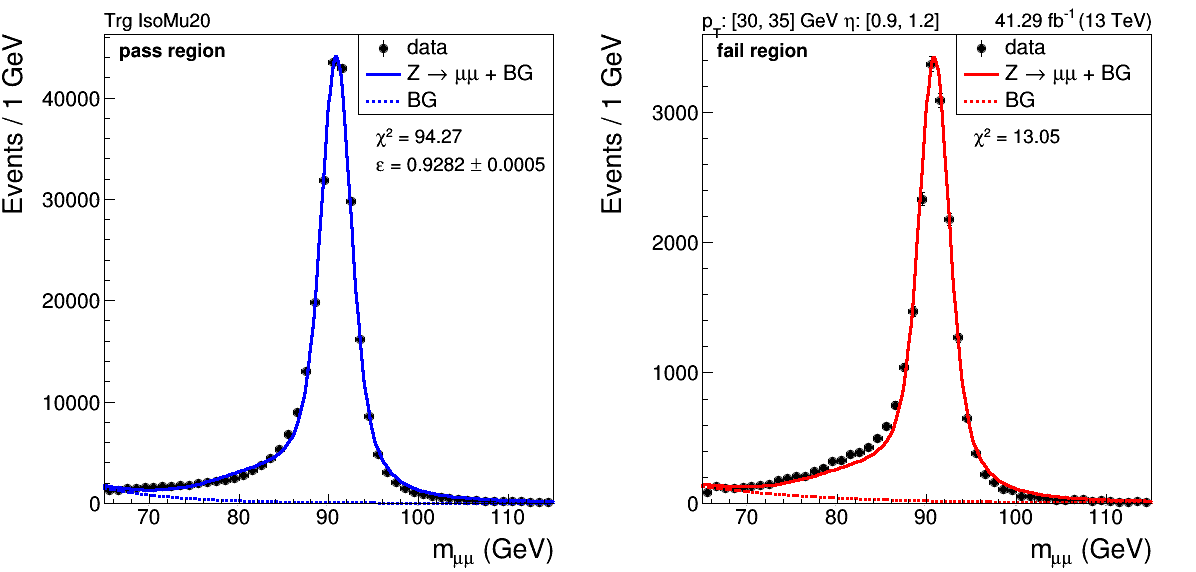 Trg IsoMu20
pass region
data
Z → μμ + BG
BG
χ² = 94.27
ε = 0.9282 ± 0.0005
Events / 1 GeV
40000
30000
20000
10000
0
70 80 90 100 110
m_μμ (GeV)
p_T: [30, 35] GeV η: [0.9, 1.2] 41.29 fb⁻¹ (13 TeV)
fail region
data
Z → μμ + BG
BG
χ² = 13.05
Events / 1 GeV
3000
2000
1000
0
70 80 90 100 110
m_μμ (GeV)